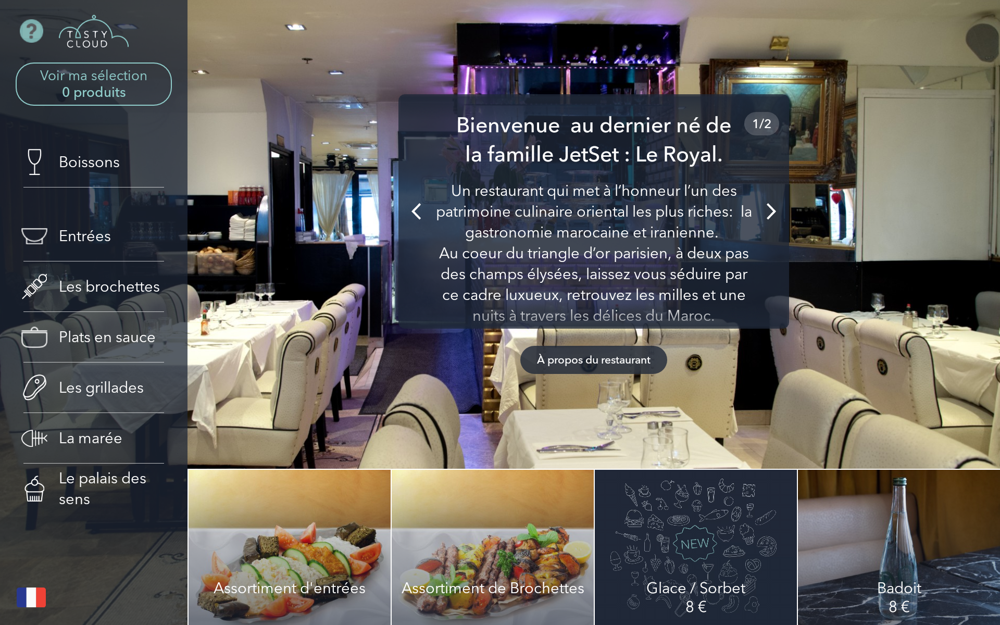 ?
TASTY
CLOUD
Voir ma sélection
0 produits
Boissons
Entrées
Les brochettes
Plats en sauce
Les grillades
La marée
Le palais des
sens
Bienvenue  au dernier né de
la famille JetSet : Le Royal.
1/2
Un restaurant qui met à l’honneur l’un des
patrimoine culinaire oriental les plus riches:  la
gastronomie marocaine et iranienne.
Au coeur du triangle d’or parisien, à deux pas
des champs élysées, laissez vous séduire par
ce cadre luxueux, retrouvez les milles et une
nuits à travers les délices du Maroc.
À propos du restaurant
Assortiment d'entrées
Assortiment de Brochettes
NEW
Glace / Sorbet
8 €
Badoit
8 €